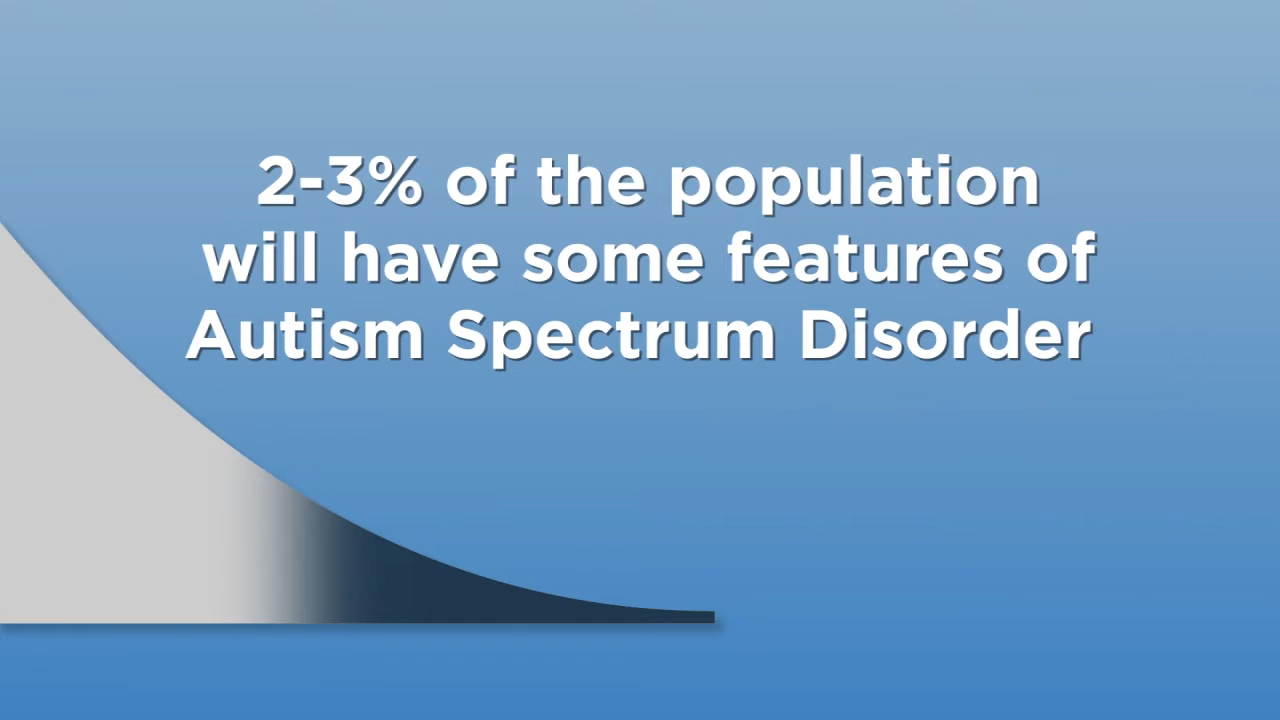 2-3% of the population
will have some features of
Autism Spectrum Disorder